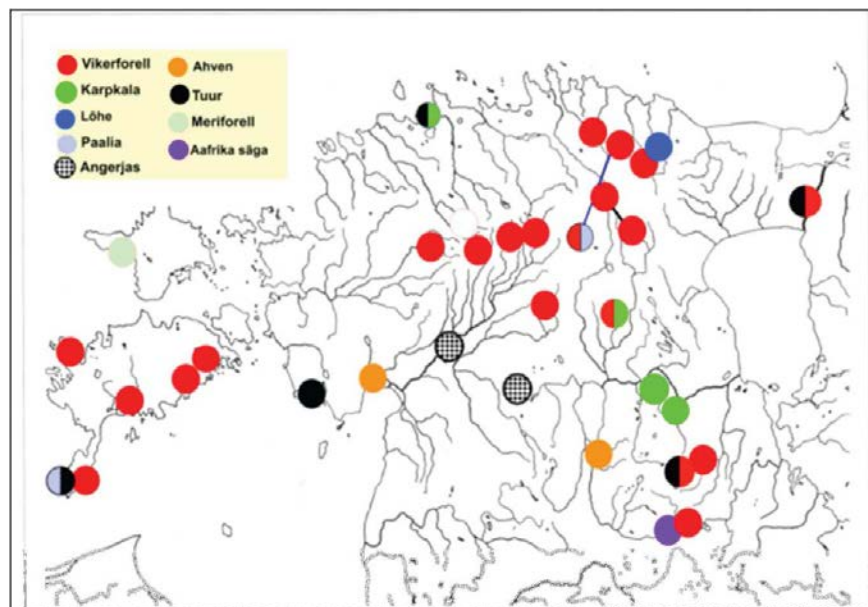 Vikerforell
Karpkala
Lõhe
Paalia
Angerjas
Ahven
Tuur
Meriforell
Aafrika säga